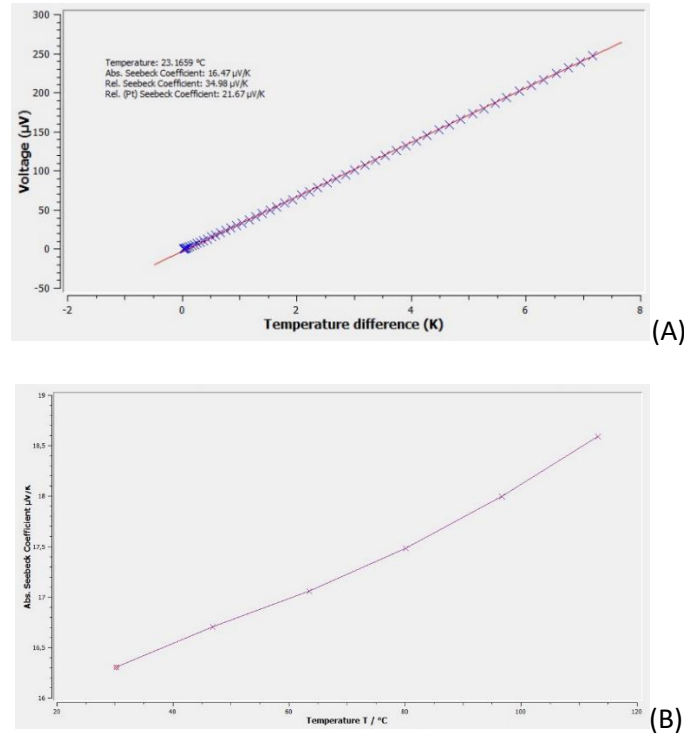 300
250
200
150
100
50
0
-50
Voltage (µV)
Temperature: 23.1659 °C
Abs. Seebeck Coefficient: 16.47 µV/K
Rel. Seebeck Coefficient: 34.98 µV/K
Rel. (Pt) Seebeck Coefficient: 21.67 µV/K
-2 0 2 4 6 8
Temperature difference (K)
(A)
19
18,5
18
17,5
17
16,5
16
Abs. Seebeck Coefficient µV/K
20 40 60 80 100 120
Temperature T / °C
(B)